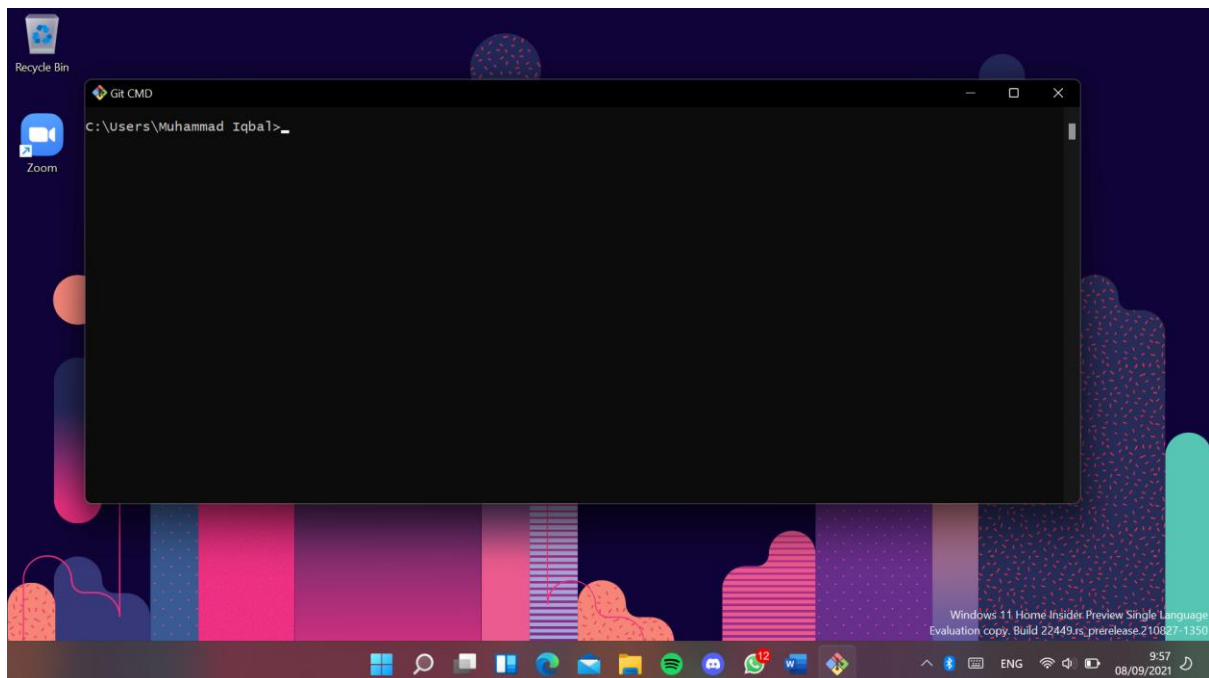 Recycle Bin
Git CMD
C:\Users\Muhammad Iqbal>_
Zoom
Windows 11 Home Insider Preview Single Language
Evaluation copy. Build 22449.rs_prerelease.210827-1350
12
W
ENG
9:57
08/09/2021